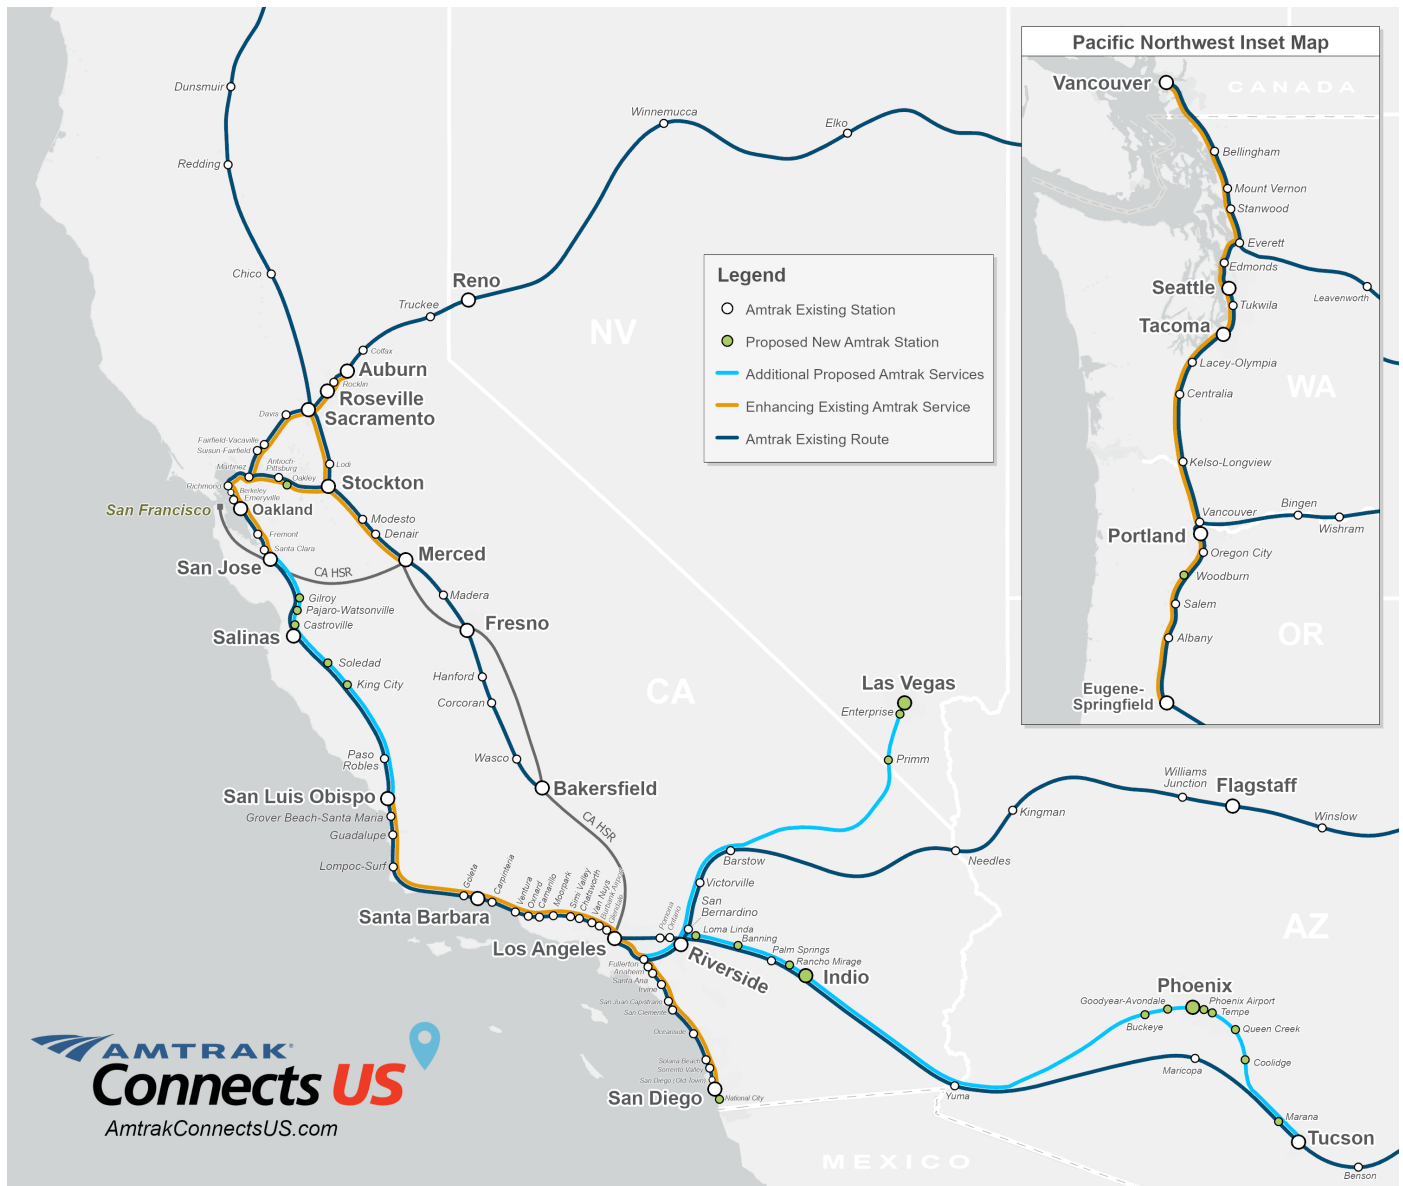 Pacific Northwest Inset Map
Vancouver
CANADA
Bellingham
Mount Vernon
Stanwood
Everett
Edmonds
Seattle
Leavenworth
Tukwila
Tacoma
Lacey-Olympia
WA
Centralia
Kelso-Longview
Bingen
Vancouver
Wishram
Portland
Oregon City
Woodburn
Salem
OR
Albany
Eugene-
Springfield
Dunsmuir
Winnemucca
Elko
Redding
Chico
Reno
Truckee
Legend
Amtrak Existing Station
Proposed New Amtrak Station
Additional Proposed Amtrak Services
Enhancing Existing Amtrak Service
Amtrak Existing Route
NV
Colfax
Auburn
Rocklin
Roseville
Sacramento
Davis
Fairfield-Vacaville
Suisun-Fairfield
Martinez
Antioch-
Pittsburg
Lodi
Oakley
Stockton
Richmond
Berkeley
Emeryville
San Francisco
Oakland
Modesto
Denair
Fremont
Santa Clara
Merced
San Jose
CA HSR
Madera
Gilroy
Pajaro-Watsonville
Castroville
Fresno
Salinas
Soledad
King City
Hanford
Corcoran
CA
Las Vegas
Enterprise
Primm
Paso
Robles
Wasco
San Luis Obispo
Bakersfield
Grover Beach-Santa Maria
Guadalupe
CA HSR
Lompoc-Surf
Williams
Junction
Flagstaff
Kingman
Winslow
Barstow
Needles
Victorville
Goleta
Carpinteria
Ventura
Oxnard
Camarillo
Moorpark
Simi Valley
Chatsworth
Van Nuys
Burbank Airport
Glendale
Santa Barbara
Los Angeles
Pomona
Ontario
San
Bernardino
Loma Linda
Banning
Palm Springs
Rancho Mirage
Riverside
Indio
AZ
Fullerton
Anaheim
Santa Ana
Irvine
San Juan Capistrano
San Clemente
Oceanside
Solana Beach
Sorrento Valley
San Diego (Old Town)
San Diego
National City
Phoenix
Goodyear-Avondale
Phoenix Airport
Tempe
Buckeye
Queen Creek
Coolidge
Maricopa
Yuma
Marana
Tucson
Benson
MEXICO
AMTRAK
Connects US
AmtrakConnectsUS.com